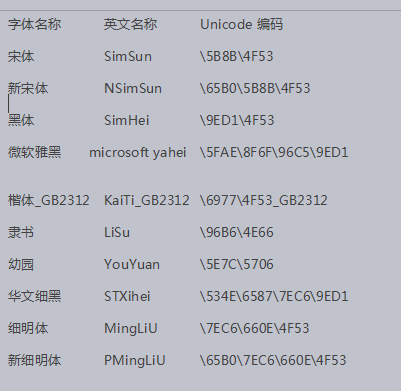 字体名称 英文名称 Unicode 编码
宋体 SimSun \5B8B\4F53
新宋体 NSimSun \65B0\5B8B\4F53
黑体 SimHei \9ED1\4F53
微软雅黑 microsoft yahei \5FAE\8F6F\96C5\9ED1
楷体_GB2312 KaiTi_GB2312 \6977\4F53_GB2312
隶书 LiSu \96B6\4E66
幼园 YouYuan \5E7C\5706
华文细黑 STXihei \534E\6587\7EC6\9ED1
细明体 MingLiU \7EC6\660E\4F53
新细明体 PMingLiU \65B0\7EC6\660E\4F53